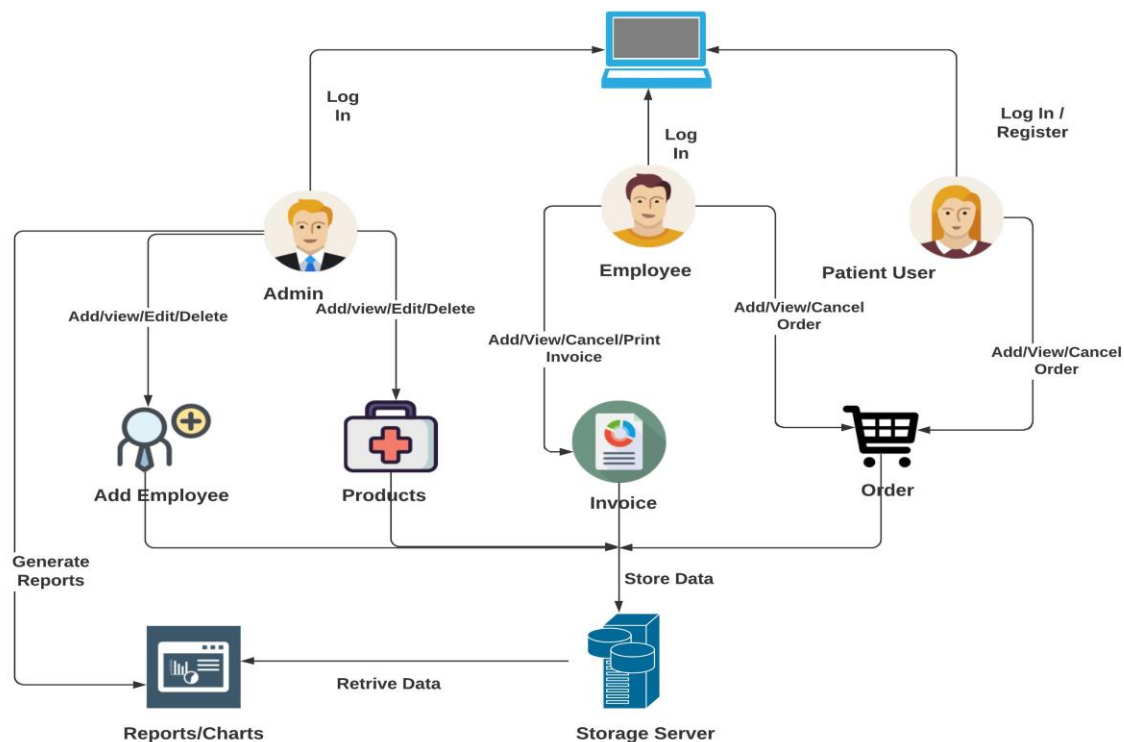 Log
In
Log
In
Log In /
Register
Admin
Employee
Patient User
Add/view/Edit/Delete
Add/view/Edit/Delete
Add/View/Cancel/Print
Invoice
Add/View/Cancel
Order
Add/View/Cancel
Order
Add Employee
Products
Invoice
Order
Generate
Reports
Store Data
Retrive Data
Reports/Charts
Storage Server